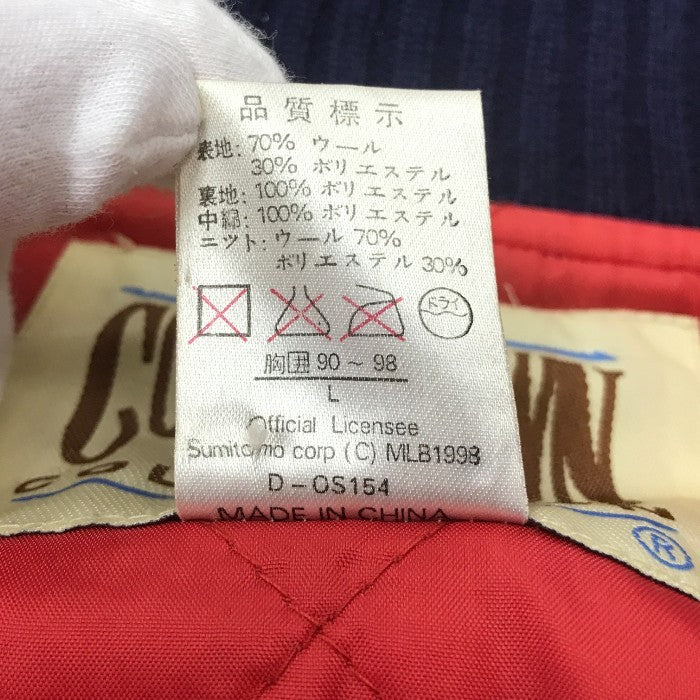 品質標示
表地: 70% ウール
30% ポリエステル
裏地: 100% ポリエステル
中綿: 100% ポリエステル
ニット: ウール 70%
ポリエステル 30%
ドライ
胸囲 90 ~ 98
L
Official Licensee
Sumitomo corp (C) MLB1998
D-OS154
MADE IN CHINA
®